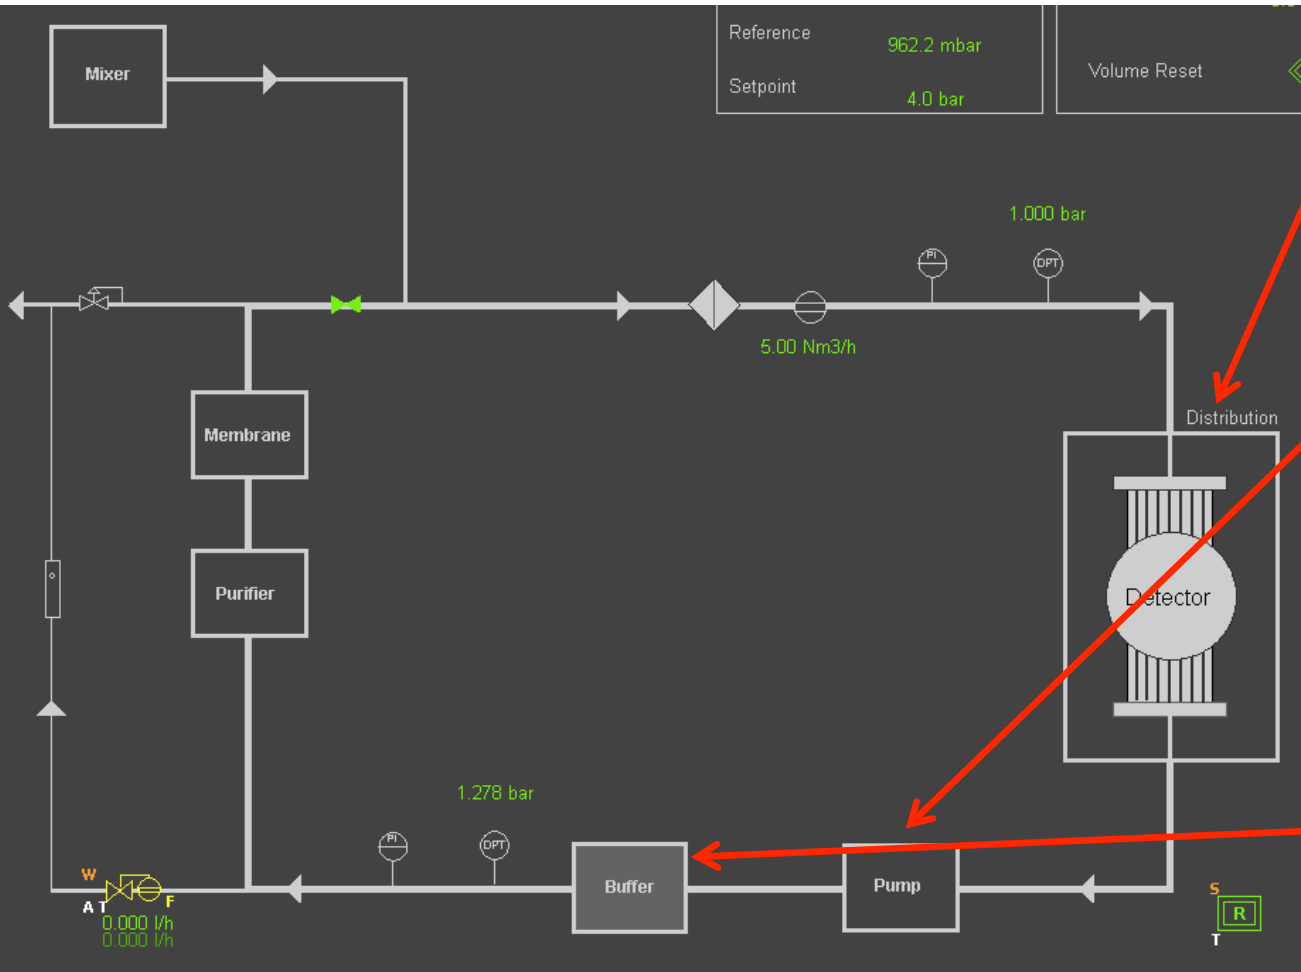 Reference
962.2 mbar
Setpoint
4.0 bar
Volume Reset
Mixer
1.000 bar
PI
DPT
5.00 Nm3/h
Distribution
Membrane
Detector
Purifier
1.278 bar
PI
DPT
Buffer
Pump
W
F
A T
0.000 l/h
0.000 l/h
S
R
T